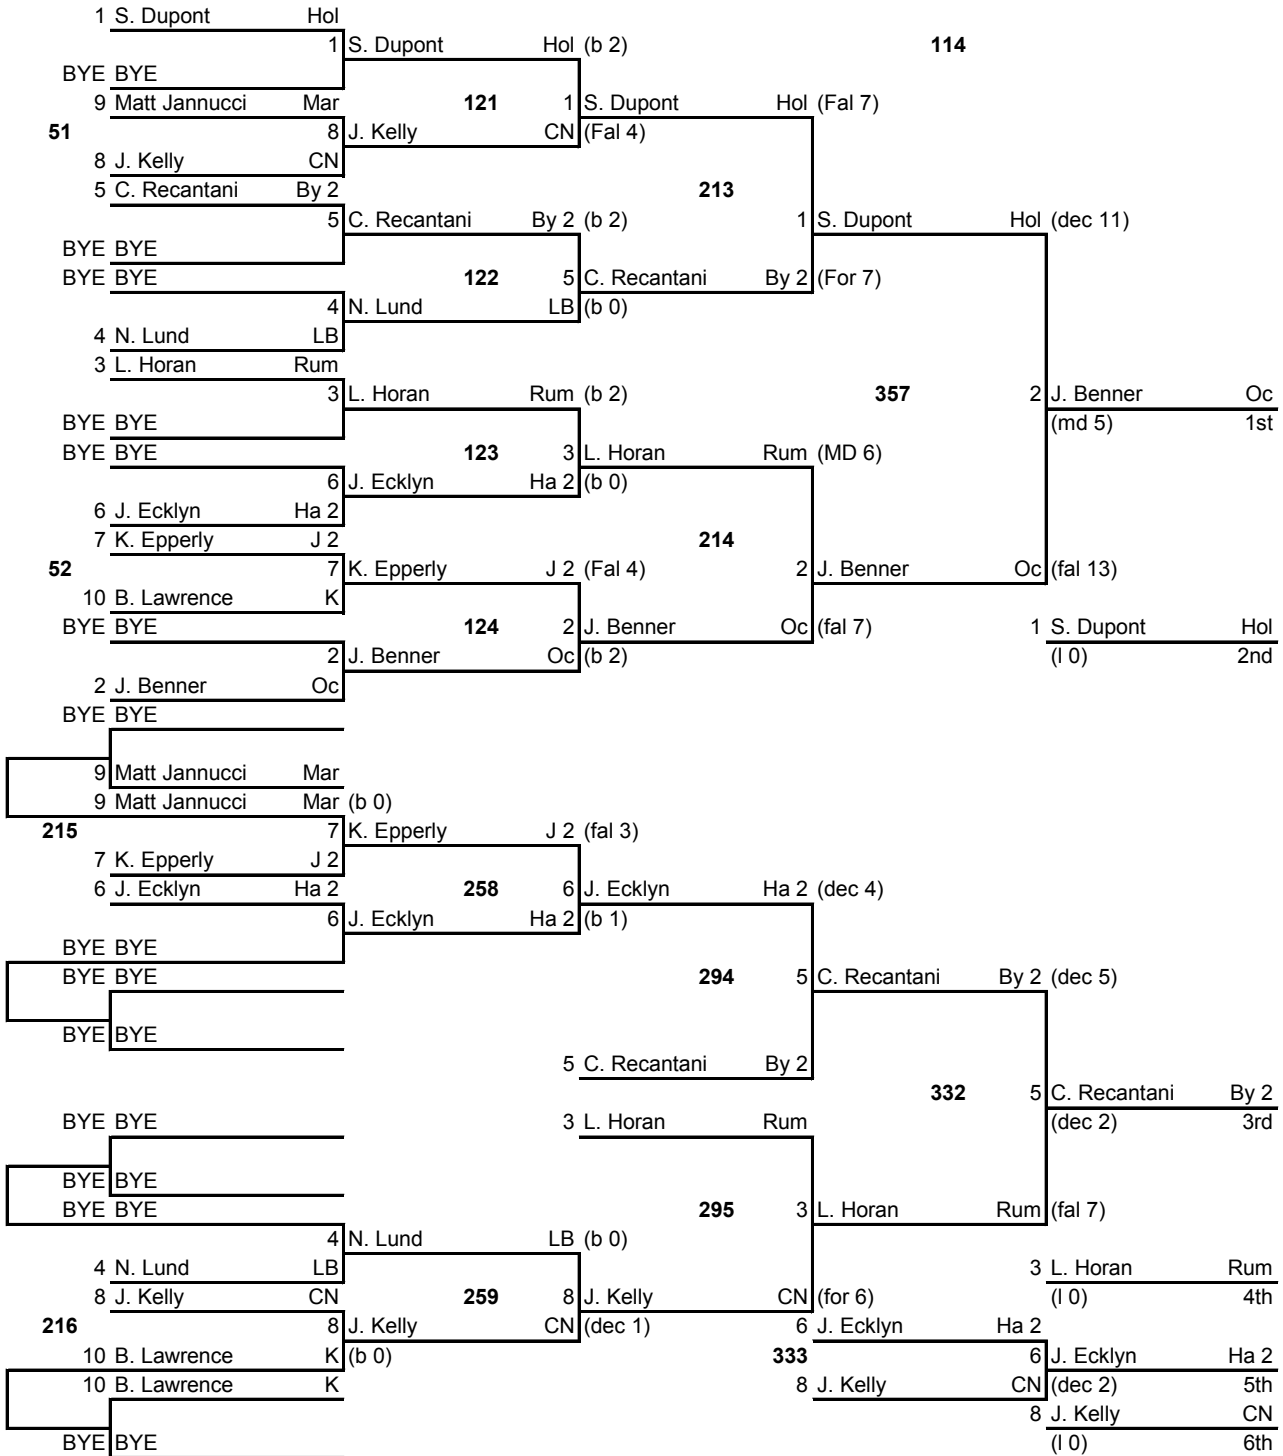 1 S. Dupont Hol
1 S. Dupont Hol (b 2) 114
BYE BYE
9 Matt Jannucci Mar 121 1 S. Dupont Hol (Fal 7)
51 8 J. Kelly CN (Fal 4)
8 J. Kelly CN
5 C. Recantani By 2 213
5 C. Recantani By 2 (b 2) 1 S. Dupont Hol (dec 11)
BYE BYE
BYE BYE 122 5 C. Recantani By 2 (For 7)
4 N. Lund LB (b 0)
4 N. Lund LB
3 L. Horan Rum
3 L. Horan Rum (b 2) 357 2 J. Benner Oc
BYE BYE (md 5) 1st
BYE BYE 123 3 L. Horan Rum (MD 6)
6 J. Ecklyn Ha 2 (b 0)
6 J. Ecklyn Ha 2
7 K. Epperly J 2 214
52 7 K. Epperly J 2 (Fal 4) 2 J. Benner Oc (fal 13)
10 B. Lawrence K
BYE BYE 124 2 J. Benner Oc (fal 7) 1 S. Dupont Hol
2 J. Benner Oc (b 2) (l 0) 2nd
2 J. Benner Oc
BYE BYE
9 Matt Jannucci Mar
9 Matt Jannucci Mar (b 0)
215 7 K. Epperly J 2 (fal 3)
7 K. Epperly J 2
6 J. Ecklyn Ha 2 258 6 J. Ecklyn Ha 2 (dec 4)
6 J. Ecklyn Ha 2 (b 1)
BYE BYE
BYE BYE 294 5 C. Recantani By 2 (dec 5)
BYE BYE
5 C. Recantani By 2
332 5 C. Recantani By 2
BYE BYE 3 L. Horan Rum (dec 2) 3rd
BYE BYE
BYE BYE 295 3 L. Horan Rum (fal 7)
4 N. Lund LB (b 0)
4 N. Lund LB 3 L. Horan Rum
8 J. Kelly CN 259 8 J. Kelly CN (for 6) (l 0) 4th
216 8 J. Kelly CN (dec 1) 6 J. Ecklyn Ha 2
10 B. Lawrence K (b 0) 333 6 J. Ecklyn Ha 2
10 B. Lawrence K 8 J. Kelly CN (dec 2) 5th
8 J. Kelly CN
BYE BYE (l 0) 6th